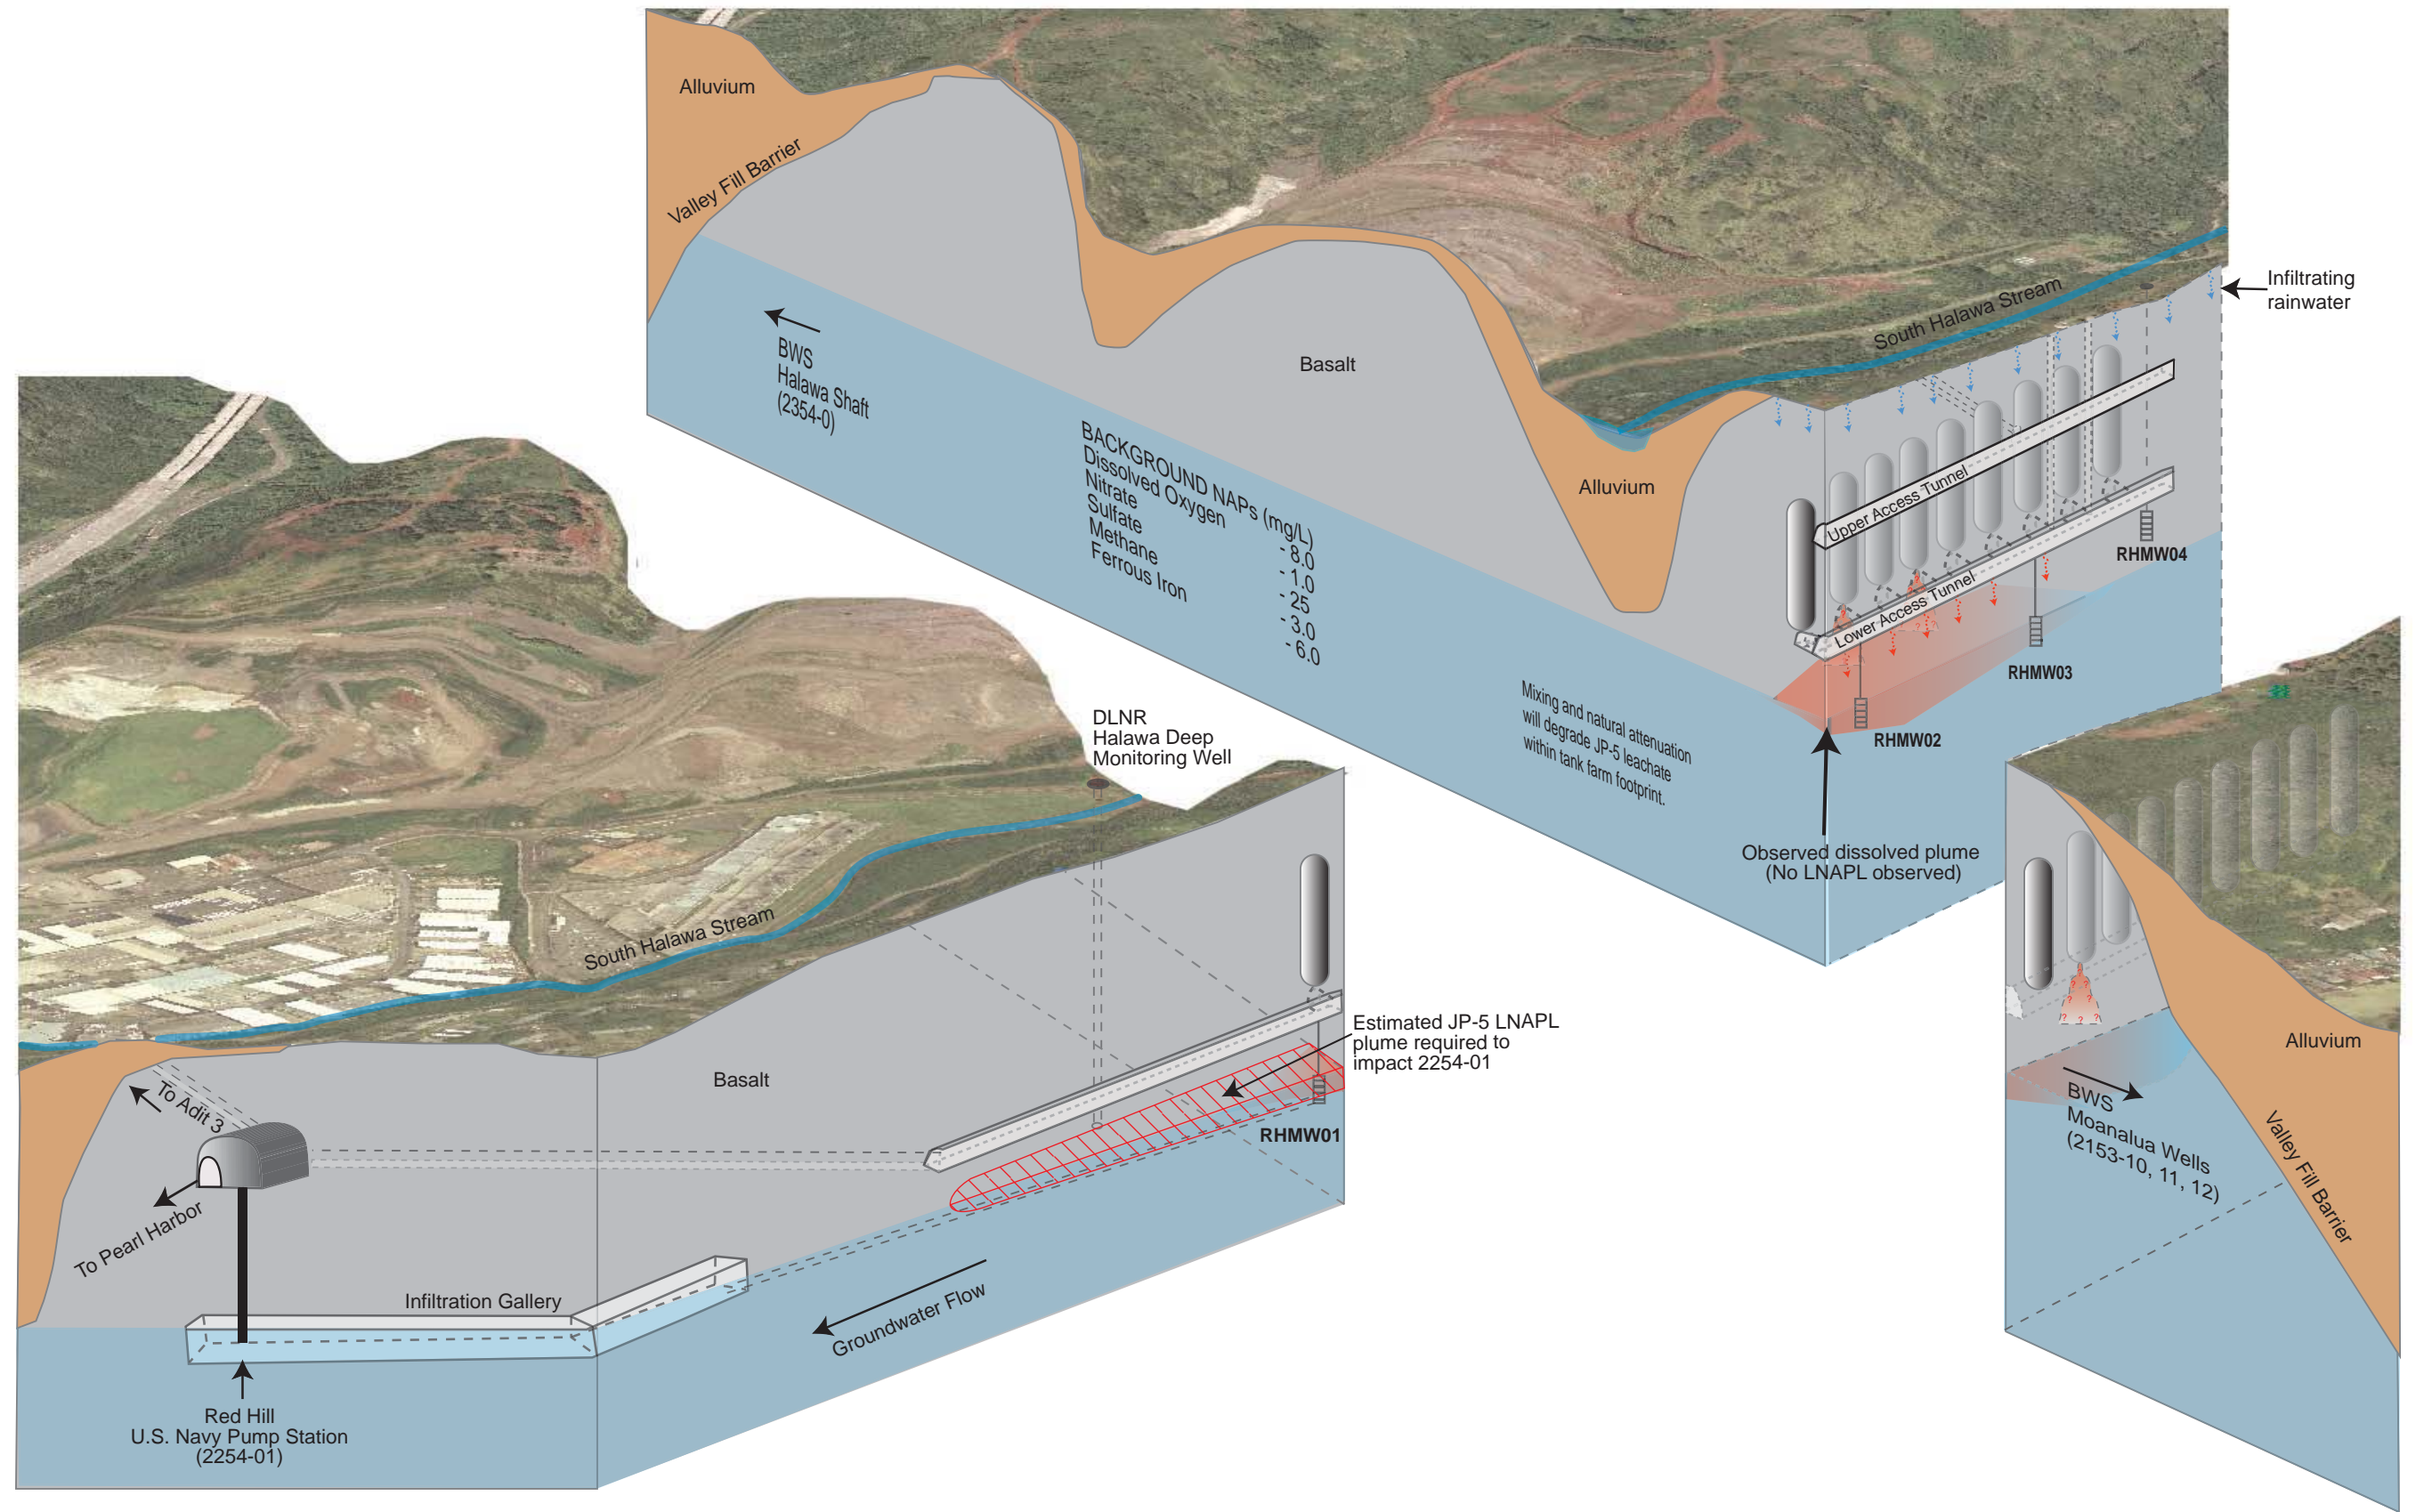 Alluvium
Valley Fill Barrier
BWS
Halawa Shaft
(2354-0)
BACKGROUND NAPs (mg/L)
Dissolved Oxygen - 8.0
Nitrate - 1.0
Sulfate - 25
Methane - 3.0
Ferrous Iron - 6.0
Basalt
Alluvium
South Halawa Stream
Infiltrating
rainwater
Upper Access Tunnel
Lower Access Tunnel
RHMW04
RHMW03
RHMW02
Mixing and natural attenuation
will degrade JP-5 leachate
within tank farm footprint.
Observed dissolved plume
(No LNAPL observed)
DLNR
Halawa Deep
Monitoring Well
South Halawa Stream
Basalt
Estimated JP-5 LNAPL
plume required to
impact 2254-01
RHMW01
To Adit 3
To Pearl Harbor
Infiltration Gallery
Groundwater Flow
Red Hill
U.S. Navy Pump Station
(2254-01)
? ?
? ?
? ? ?
Alluvium
BWS
Moanalua Wells
(2153-10, 11, 12)
Valley Fill Barrier